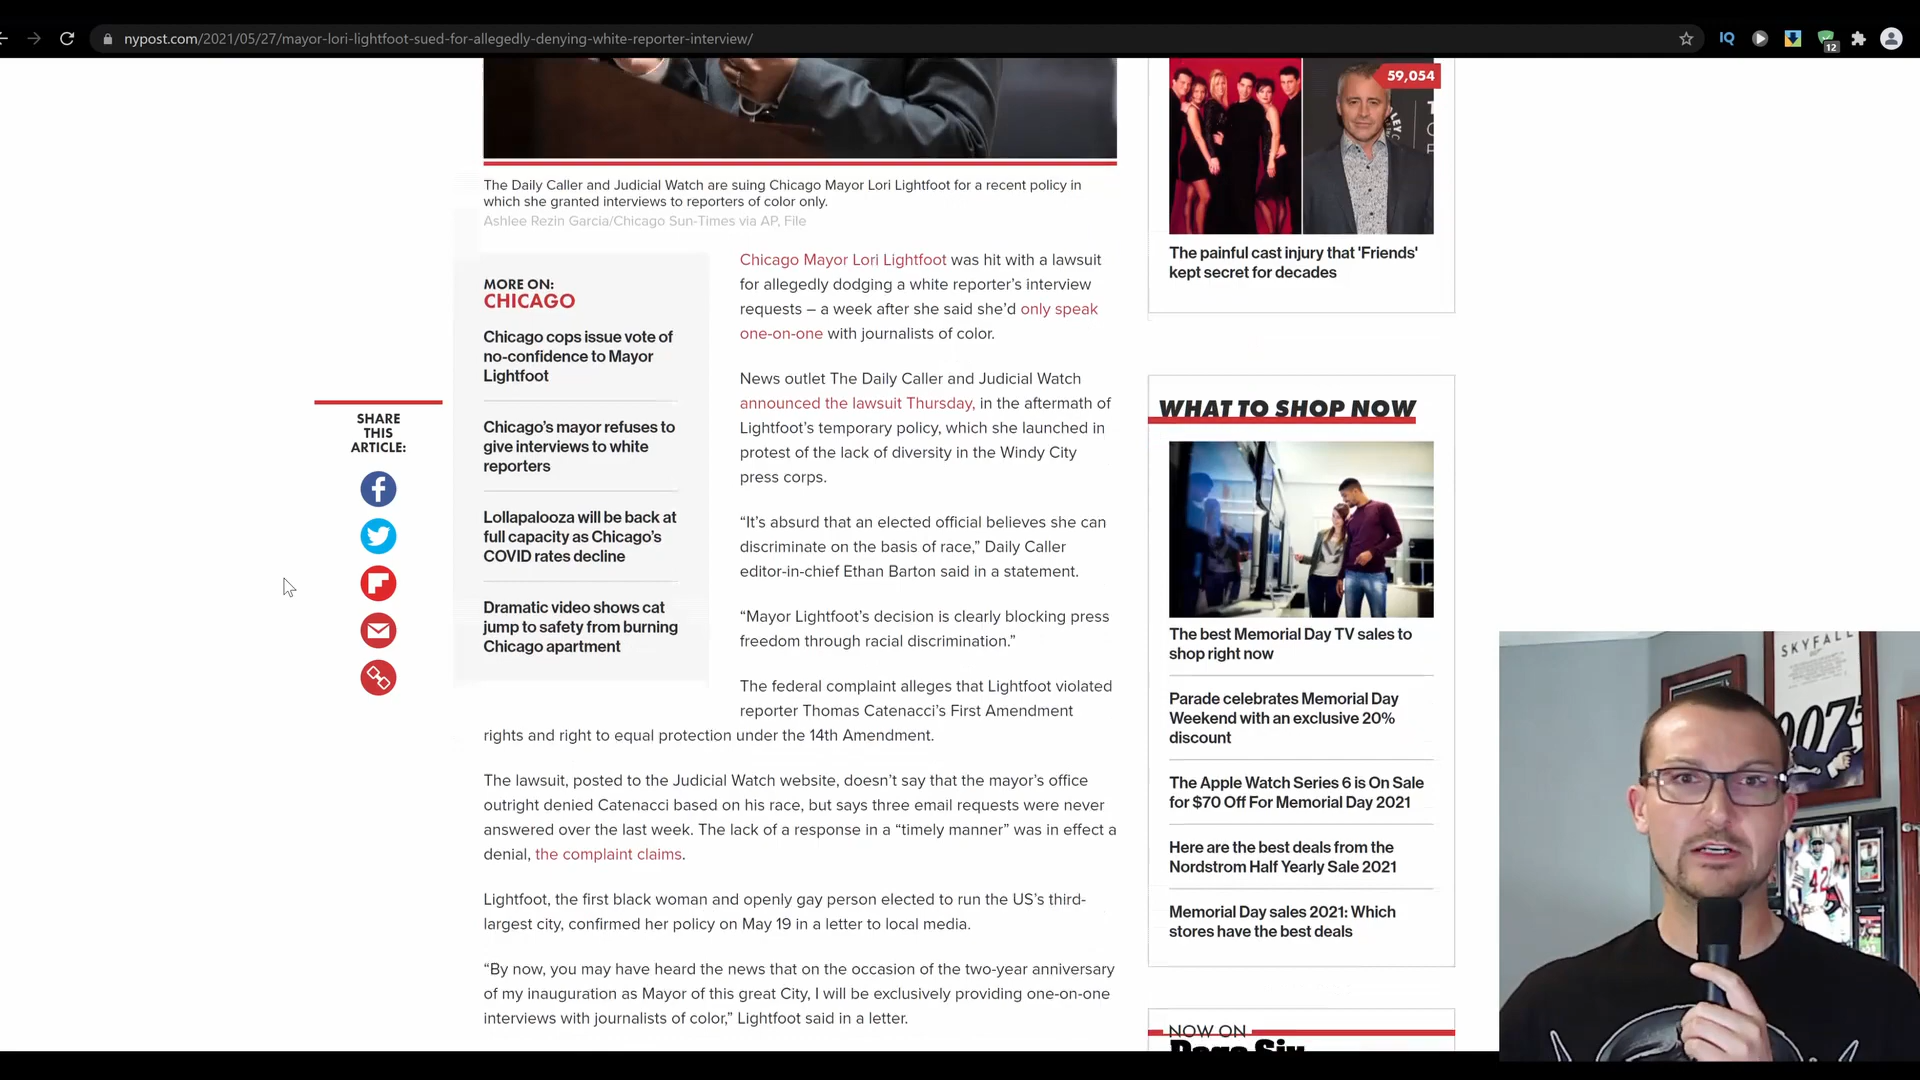 nypost.com/2021/05/27/mayor-lori-lightfoot-sued-for-allegedly-denying-white-reporter-interview/
12
The Daily Caller and Judicial Watch are suing Chicago Mayor Lori Lightfoot for a recent policy in
which she granted interviews to reporters of color only.
Ashlee Rezin Garcia/Chicago Sun-Times via AP, File
MORE ON:
CHICAGO
Chicago cops issue vote of
no-confidence to Mayor
Lightfoot
Chicago's mayor refuses to
give interviews to white
reporters
Lollapalooza will be back at
full capacity as Chicago's
COVID rates decline
Dramatic video shows cat
jump to safety from burning
Chicago apartment
SHARE
THIS
ARTICLE:
Chicago Mayor Lori Lightfoot was hit with a lawsuit
for allegedly dodging a white reporter's interview
requests – a week after she said she'd only speak
one-on-one with journalists of color.
News outlet The Daily Caller and Judicial Watch
announced the lawsuit Thursday, in the aftermath of
Lightfoot's temporary policy, which she launched in
protest of the lack of diversity in the Windy City
press corps.
“It's absurd that an elected official believes she can
discriminate on the basis of race,” Daily Caller
editor-in-chief Ethan Barton said in a statement.
“Mayor Lightfoot's decision is clearly blocking press
freedom through racial discrimination.”
The federal complaint alleges that Lightfoot violated
reporter Thomas Catenacci's First Amendment
rights and right to equal protection under the 14th Amendment.
The lawsuit, posted to the Judicial Watch website, doesn't say that the mayor's office
outright denied Catenacci based on his race, but says three email requests were never
answered over the last week. The lack of a response in a “timely manner” was in effect a
denial, the complaint claims.
Lightfoot, the first black woman and openly gay person elected to run the US's third-
largest city, confirmed her policy on May 19 in a letter to local media.
“By now, you may have heard the news that on the occasion of the two-year anniversary
of my inauguration as Mayor of this great City, I will be exclusively providing one-on-one
interviews with journalists of color,” Lightfoot said in a letter.
59,054
The painful cast injury that 'Friends'
kept secret for decades
WHAT TO SHOP NOW
The best Memorial Day TV sales to
shop right now
Parade celebrates Memorial Day
Weekend with an exclusive 20%
discount
The Apple Watch Series 6 is On Sale
for $70 Off For Memorial Day 2021
Here are the best deals from the
Nordstrom Half Yearly Sale 2021
Memorial Day sales 2021: Which
stores have the best deals
NOW ON
Page Six
IQ
SKYFALL
007
42